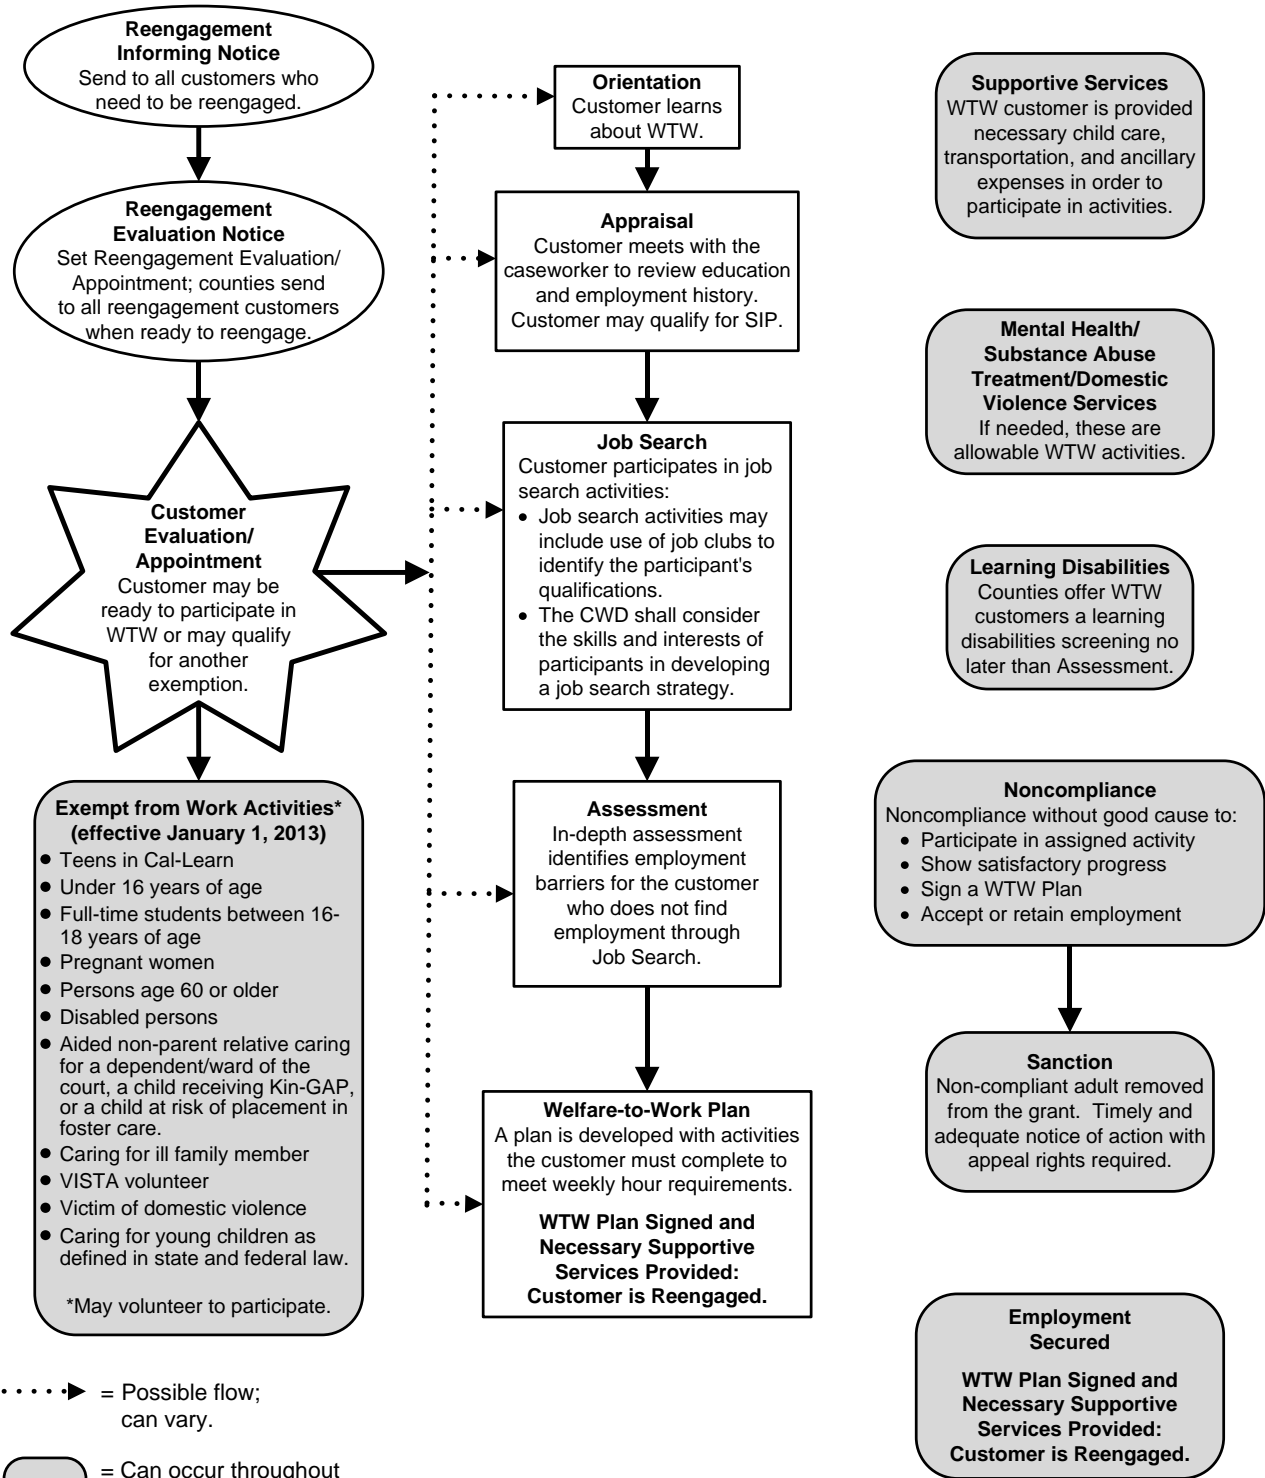 Reengagement
Informing Notice
Send to all customers who
need to be reengaged.
Reengagement
Evaluation Notice
Set Reengagement Evaluation/
Appointment; counties send
to all reengagement customers
when ready to reengage.
Customer
Evaluation/
Appointment
Customer may be
ready to participate in
WTW or may qualify
for another
exemption.
Exempt from Work Activities*
(effective January 1, 2013)
● Teens in Cal-Learn
● Under 16 years of age
● Full-time students between 16-
18 years of age
● Pregnant women
● Persons age 60 or older
● Disabled persons
● Aided non-parent relative caring
for a dependent/ward of the
court, a child receiving Kin-GAP,
or a child at risk of placement in
foster care.
● Caring for ill family member
● VISTA volunteer
● Victim of domestic violence
● Caring for young children as
defined in state and federal law.
*May volunteer to participate.
= Possible flow;
can vary.
= Can occur throughout
Orientation
Customer learns
about WTW.
Appraisal
Customer meets with the
caseworker to review education
and employment history.
Customer may qualify for SIP.
Job Search
Customer participates in job
search activities:
• Job search activities may
include use of job clubs to
identify the participant's
qualifications.
• The CWD shall consider
the skills and interests of
participants in developing
a job search strategy.
Assessment
In-depth assessment
identifies employment
barriers for the customer
who does not find
employment through
Job Search.
Welfare-to-Work Plan
A plan is developed with activities
the customer must complete to
meet weekly hour requirements.
WTW Plan Signed and
Necessary Supportive
Services Provided:
Customer is Reengaged.
Supportive Services
WTW customer is provided
necessary child care,
transportation, and ancillary
expenses in order to
participate in activities.
Mental Health/
Substance Abuse
Treatment/Domestic
Violence Services
If needed, these are
allowable WTW activities.
Learning Disabilities
Counties offer WTW
customers a learning
disabilities screening no
later than Assessment.
Noncompliance
Noncompliance without good cause to:
• Participate in assigned activity
• Show satisfactory progress
• Sign a WTW Plan
• Accept or retain employment
Sanction
Non-compliant adult removed
from the grant. Timely and
adequate notice of action with
appeal rights required.
Employment
Secured
WTW Plan Signed and
Necessary Supportive
Services Provided:
Customer is Reengaged.